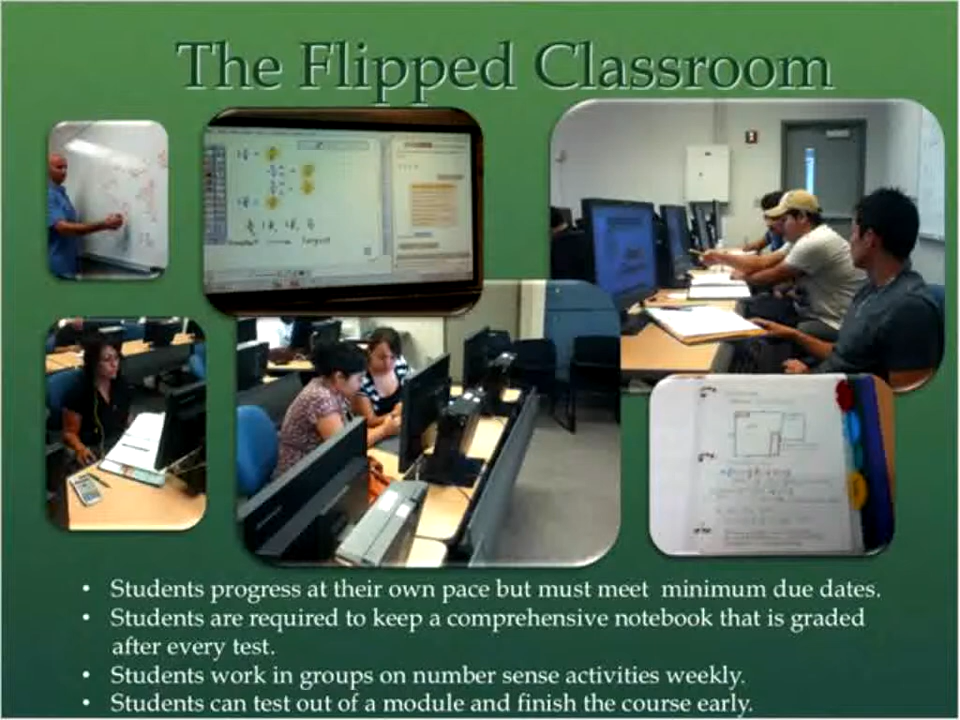 The Flipped Classroom
• Students progress at their own pace but must meet minimum due dates.
• Students are required to keep a comprehensive notebook that is graded
after every test.
• Students work in groups on number sense activities weekly.
• Students can test out of a module and finish the course early.